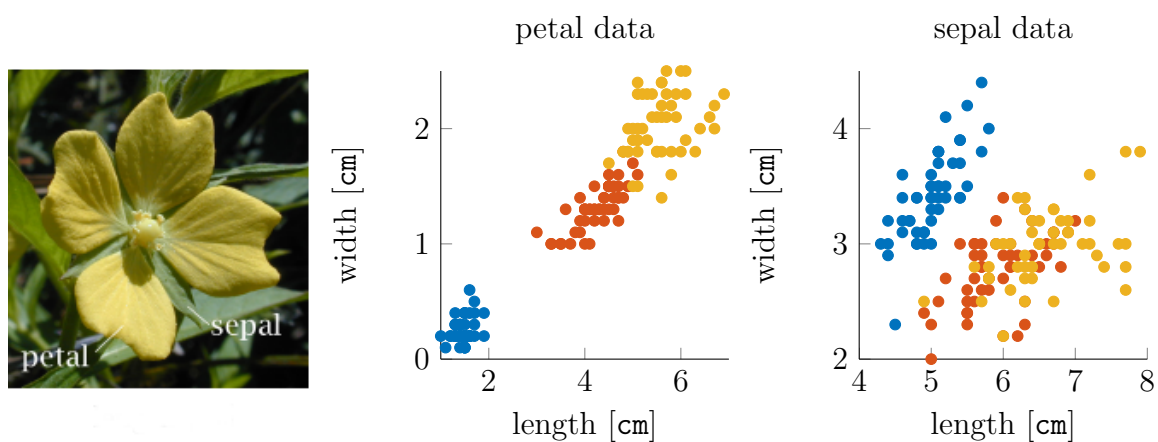 petal data
sepal data
width [cm]
2
1
0
2
4
6
length [cm]
width [cm]
4
3
2
4
5
6
7
8
length [cm]
petal
sepal